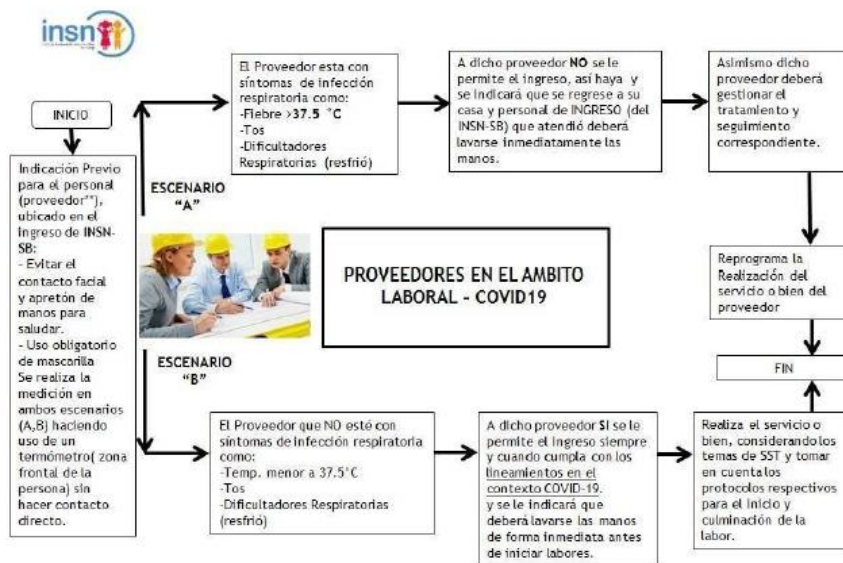 insn
INICIO
Indicación Previo
para el personal
(proveedor**),
ubicado en el
ingreso de INSN-
SB:
- Evitar el
contacto facial
y apretón de
manos para
saludar.
- Uso obligatorio
de mascarilla
Se realiza la
medición en
ambos escenarios
(A,B) haciendo
uso de un
termómetro( zona
frontal de la
persona) sin
hacer contacto
directo.
ESCENARIO
"A"
El Proveedor esta con
síntomas de infección
respiratoria como:
-Fiebre >37.5 °C
-Tos
-Dificultadores
Respiratorias (resfrió)
A dicho proveedor NO se le
permite el ingreso, así haya y
se indicará que se regrese a su
casa y personal de INGRESO (del
INSN-SB) que atendió deberá
lavarse inmediatamente las
manos.
Asimismo dicho
proveedor deberá
gestionar el
tratamiento y
seguimiento
correspondiente.
PROVEEDORES EN EL AMBITO
LABORAL - COVID19
Reprograma la
Realización del
servicio o bien del
proveedor
FIN
ESCENARIO
"B"
El Proveedor que NO esté con
síntomas de infección respiratoria
como:
-Temp. menor a 37.5°C
-Tos
-Dificultadores Respiratorias
(resfrió)
A dicho proveedor SI se le
permite el ingreso siempre
y cuando cumpla con los
lineamientos en el
contexto COVID-19.
y se le indicará que
deberá lavarse las manos
de forma inmediata antes
de iniciar labores.
Realiza el servicio o
bien, considerando los
temas de SST y tomar
en cuenta los
protocolos respectivos
para el inicio y
culminación de la
labor.